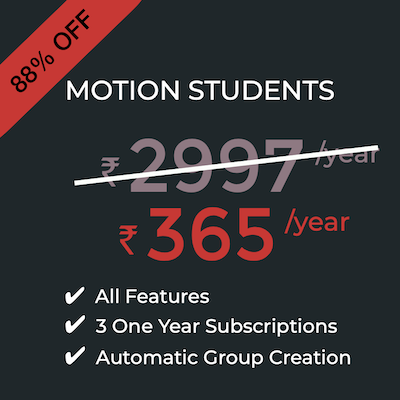 88% OFF
MOTION STUDENTS
₹ 2997 /year
₹ 365 /year
✔ All Features
✔ 3 One Year Subscriptions
✔ Automatic Group Creation